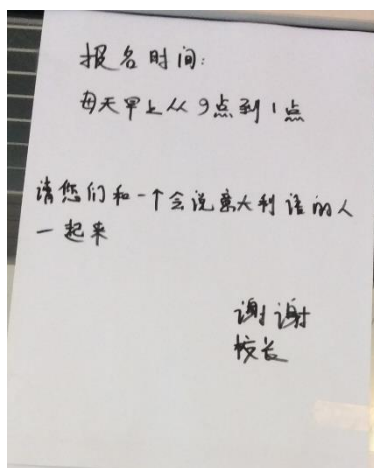 报名时间:
每天早上从9点到1点
请您们和一个会说意大利语的人
一起来
谢谢
校长